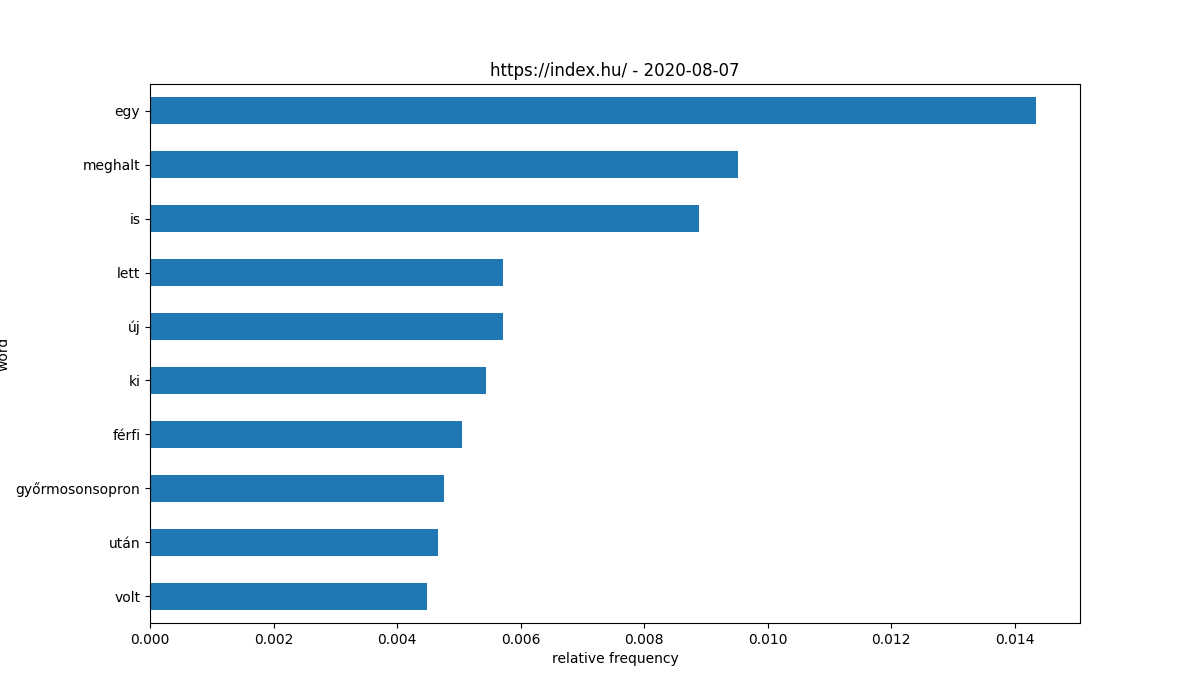 https://index.hu/ - 2020-08-07
egy
meghalt
is
lett
új
ki
férfi
győrmosonsopron
után
volt
word
0.000 0.002 0.004 0.006 0.008 0.010 0.012 0.014
relative frequency